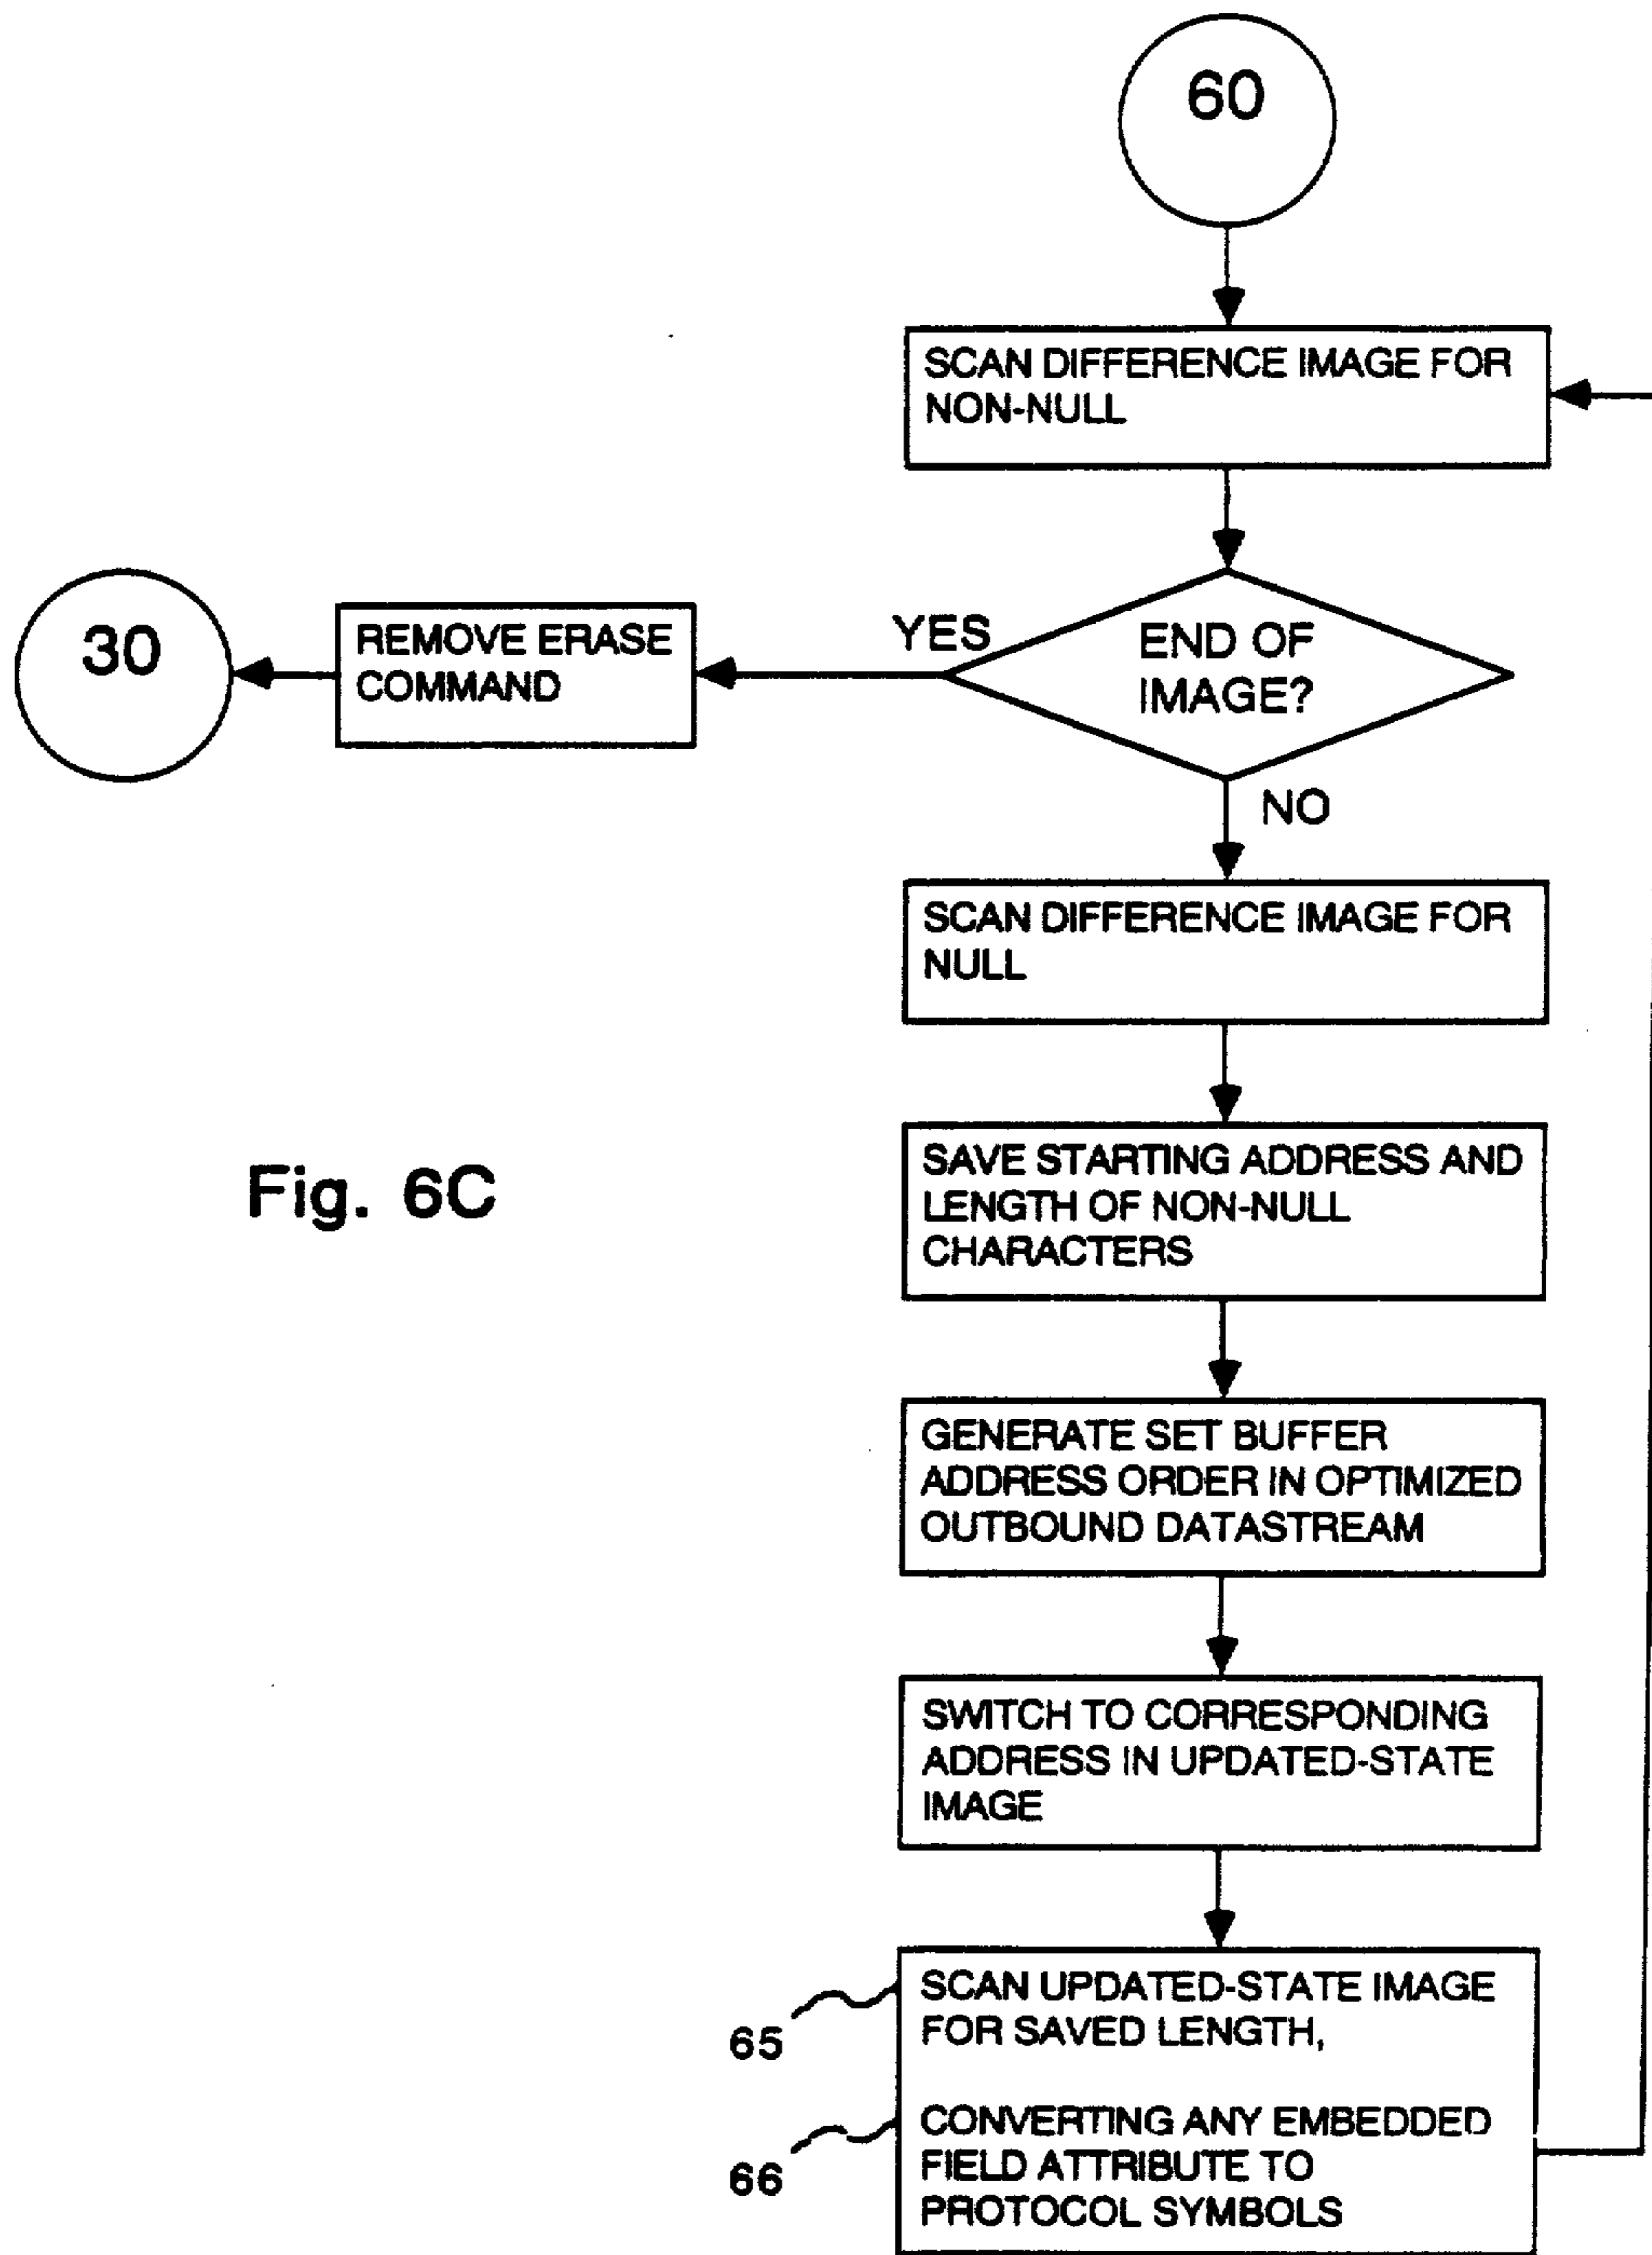 60
SCAN DIFFERENCE IMAGE FOR
NON-NULL
YES
END OF
IMAGE?
REMOVE ERASE
COMMAND
30
NO
SCAN DIFFERENCE IMAGE FOR
NULL
SAVE STARTING ADDRESS AND
LENGTH OF NON-NULL
CHARACTERS
Fig. 6C
GENERATE SET BUFFER
ADDRESS ORDER IN OPTIMIZED
OUTBOUND DATASTREAM
SWITCH TO CORRESPONDING
ADDRESS IN UPDATED-STATE
IMAGE
65
SCAN UPDATED-STATE IMAGE
FOR SAVED LENGTH,
66
CONVERTING ANY EMBEDDED
FIELD ATTRIBUTE TO
PROTOCOL SYMBOLS